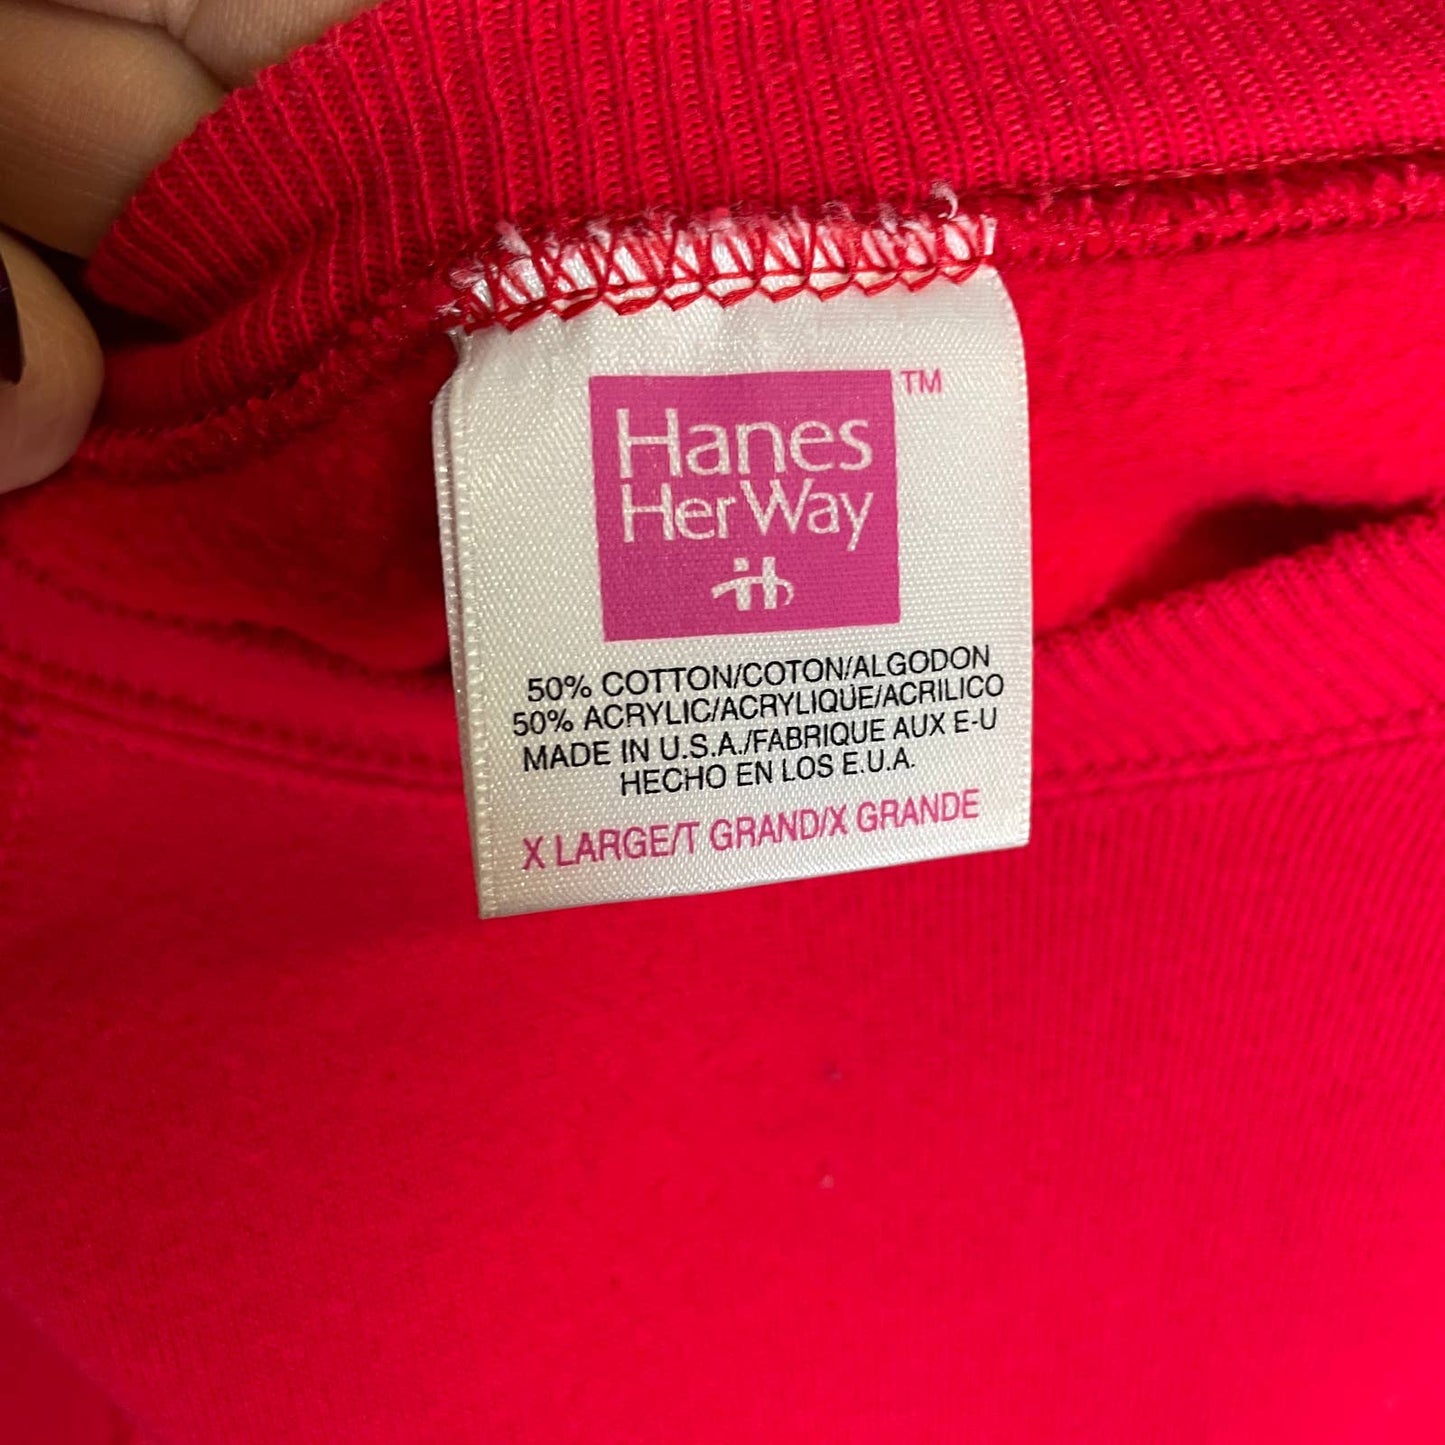 Hanes
Her Way
TM
50% COTTON/COTON/ALGODON
50% ACRYLIC/ACRYLIQUE/ACRILICO
MADE IN U.S.A./FABRIQUE AUX E-U
HECHO EN LOS E.U.A.
X LARGE/T GRAND/X GRANDE